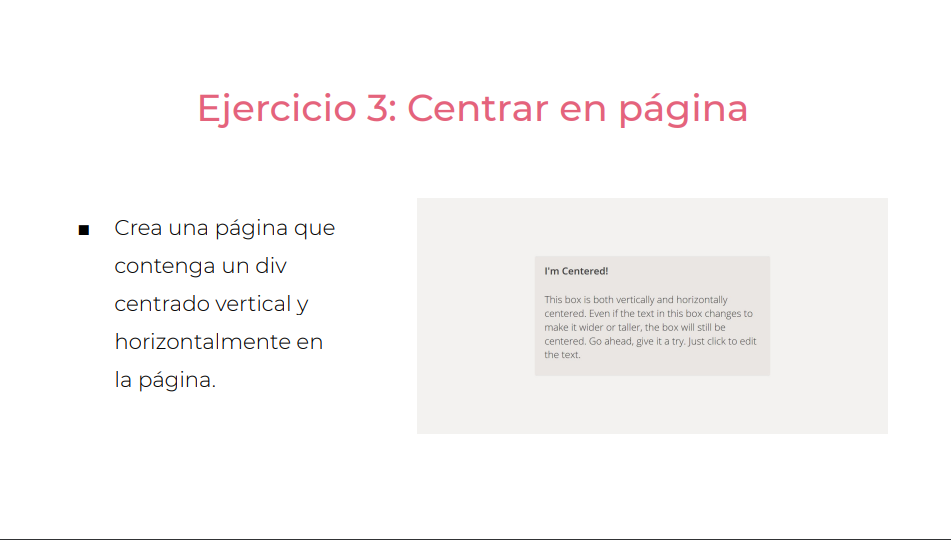 Ejercicio 3: Centrar en página
▪ Crea una página que
contenga un div
centrado vertical y
horizontalmente en
la página.
I'm Centered!
This box is both vertically and horizontally
centered. Even if the text in this box changes to
make it wider or taller, the box will still be
centered. Go ahead, give it a try. Just click to edit
the text.